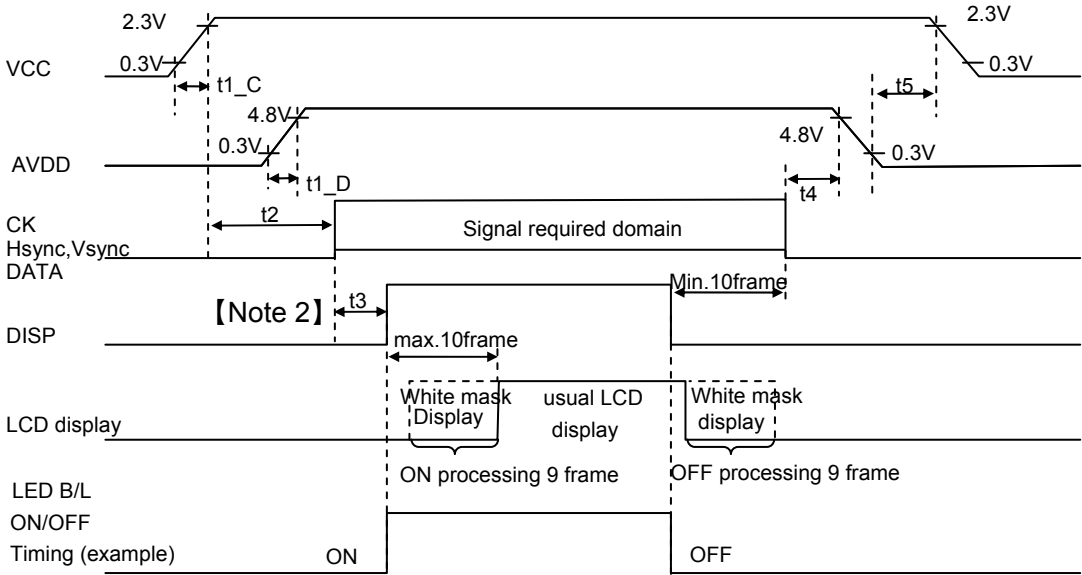 2.3V
2.3V
VCC
0.3V
0.3V
t1_C
t5
4.8V
4.8V
0.3V
0.3V
AVDD
t1_D
t4
t2
CK
Signal required domain
Hsync,Vsync
DATA
Min.10frame
【Note 2】
t3
DISP
max.10frame
White mask
Display
usual LCD
display
White mask
display
LCD display
ON processing 9 frame
OFF processing 9 frame
LED B/L
ON/OFF
Timing (example)
ON
OFF